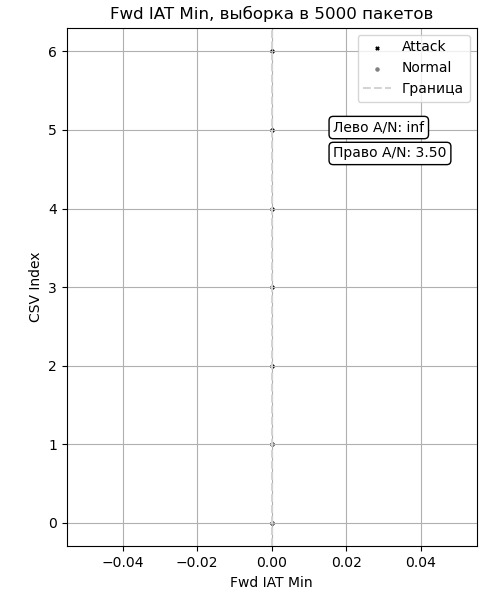 Fwd IAT Min, выборка в 5000 пакетов
Attack
Normal
Граница
Лево A/N: inf
Право A/N: 3.50
6
5
4
3
2
1
0
CSV Index
−0.04
−0.02
0.00
0.02
0.04
Fwd IAT Min